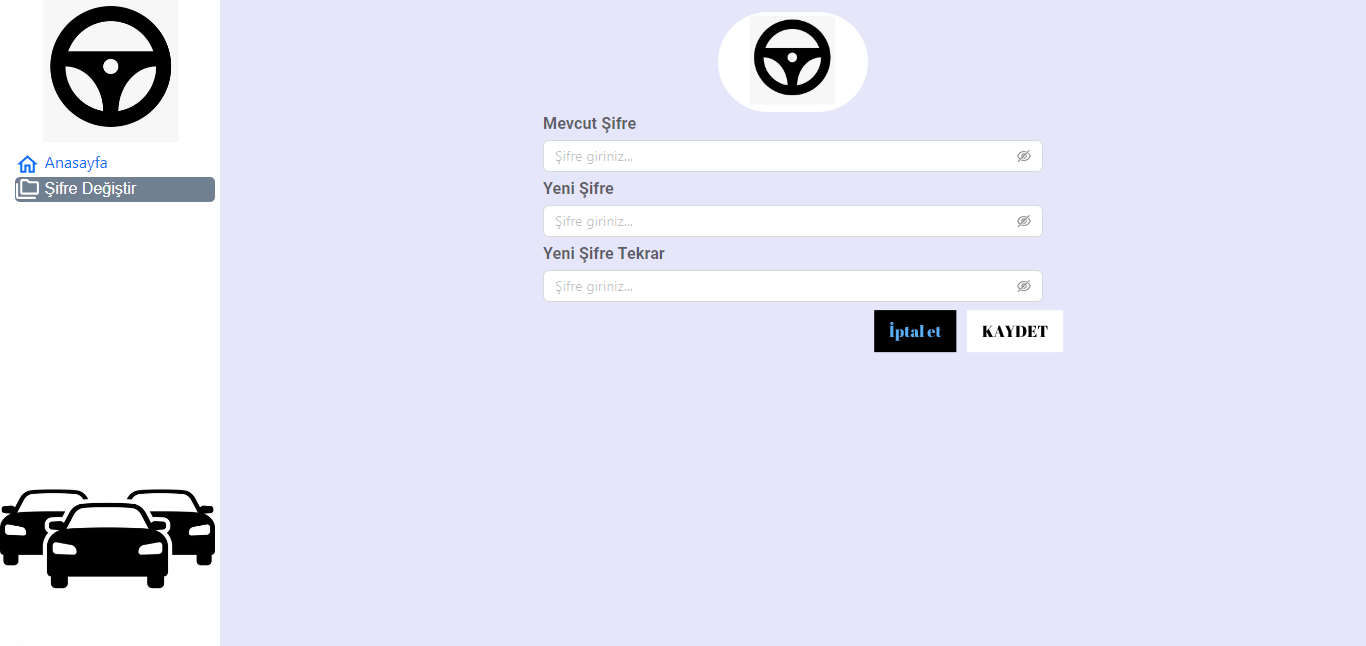 Anasayfa
Şifre Değiştir
Mevcut Şifre
Şifre giriniz...
Yeni Şifre
Şifre giriniz...
Yeni Şifre Tekrar
Şifre giriniz...
İptal et
KAYDET